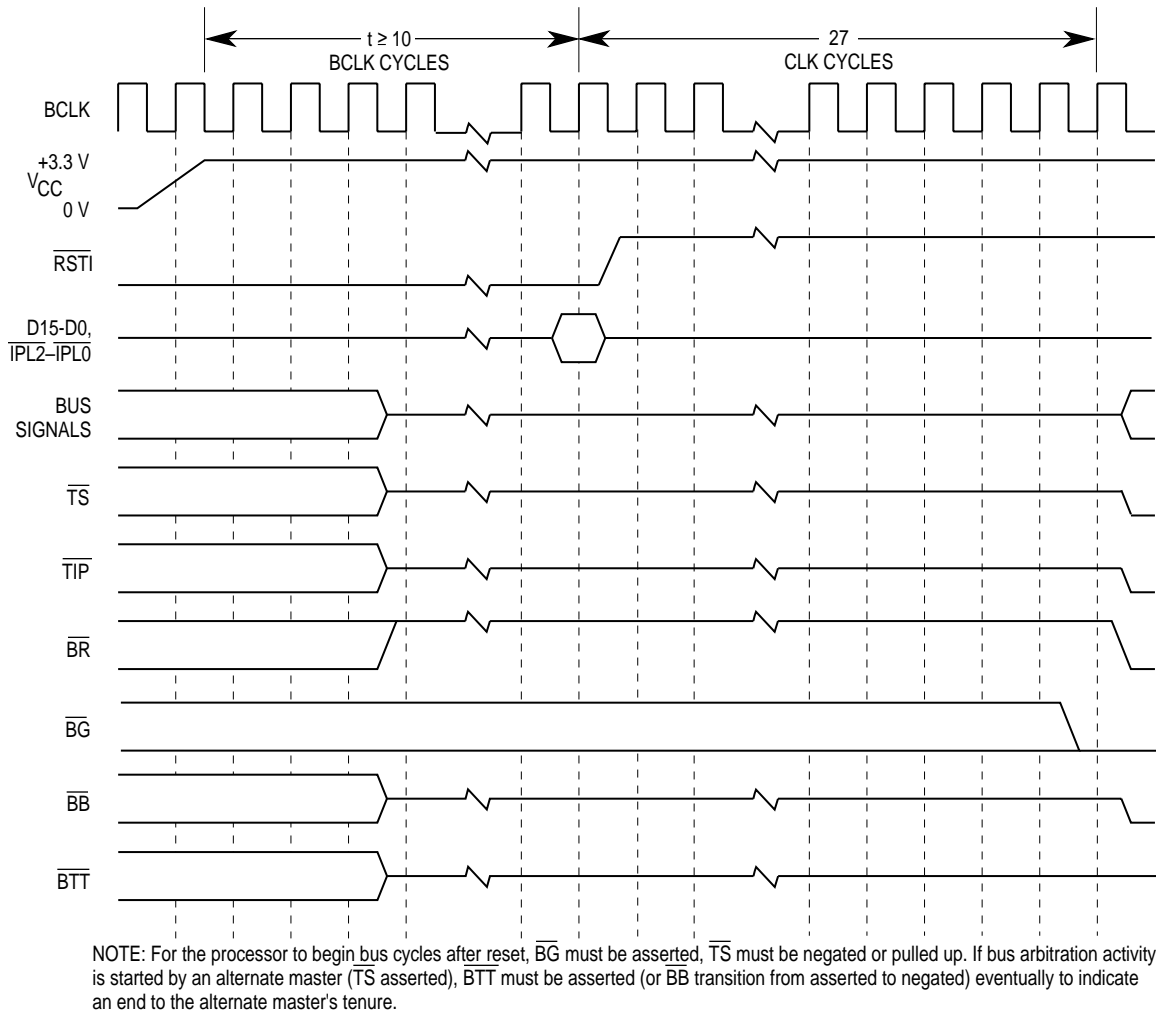 t ≥ 10
BCLK CYCLES
27
CLK CYCLES
BCLK
+3.3 V
VCC
0 V
RSTI
D15-D0,
IPL2–IPL0
BUS
SIGNALS
TS
TIP
BR
BG
BB
BTT
NOTE: For the processor to begin bus cycles after reset, BG must be asserted, TS must be negated or pulled up. If bus arbitration activity
is started by an alternate master (TS asserted), BTT must be asserted (or BB transition from asserted to negated) eventually to indicate
an end to the alternate master's tenure.